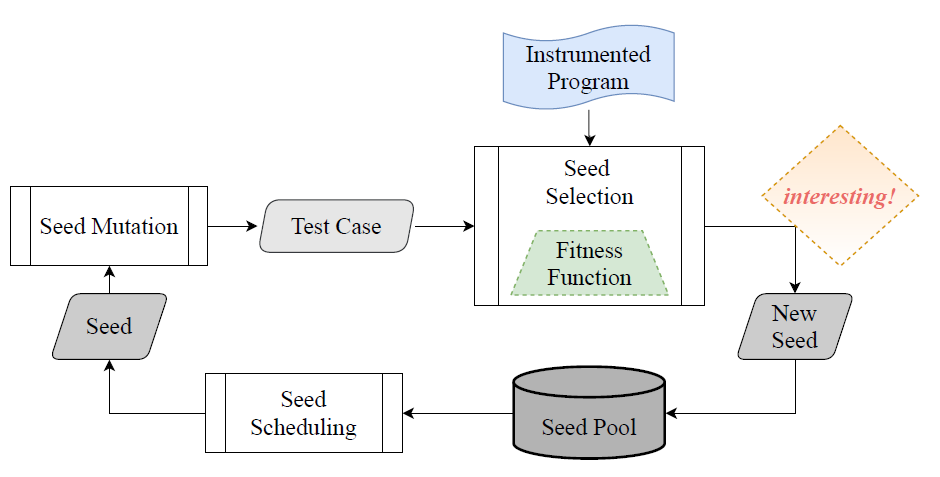 Instrumented
Program
Seed
Selection
interesting!
Seed Mutation
Test Case
Fitness
Function
Seed
New
Seed
Seed
Scheduling
Seed Pool